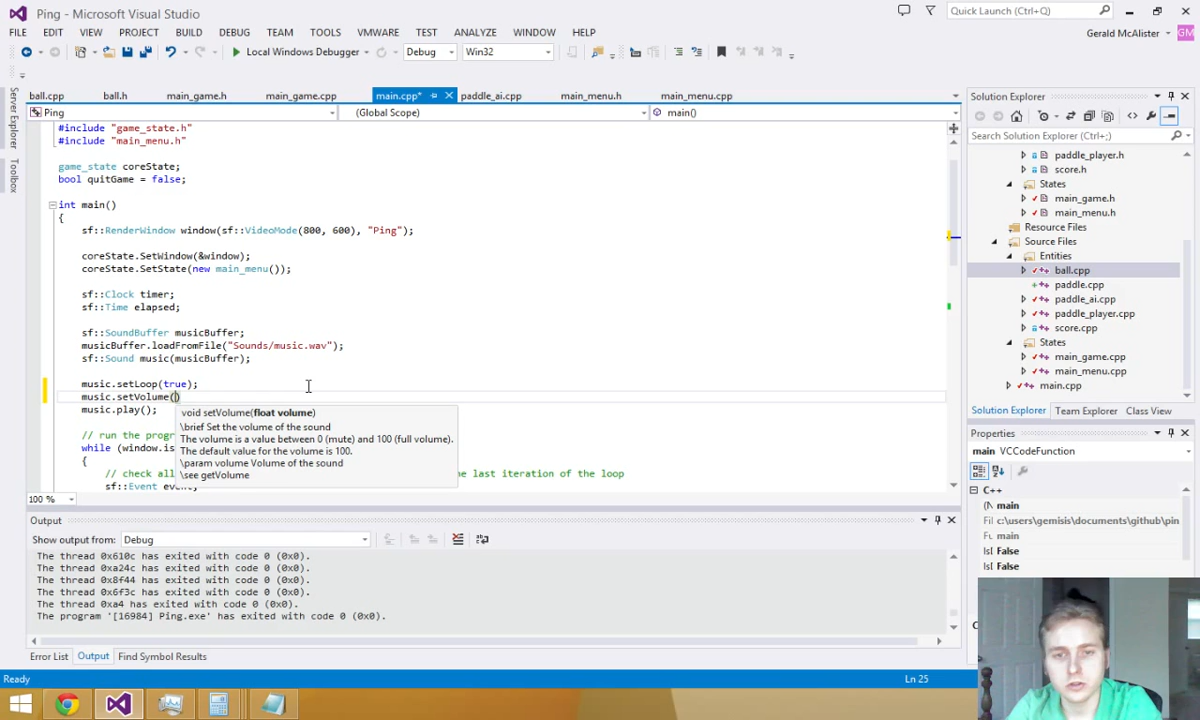 Ping - Microsoft Visual Studio
Quick Launch (Ctrl+;)
FILE EDIT VIEW PROJECT BUILD DEBUG TEAM TOOLS VMWARE TEST ANALYZE WINDOW HELP
Gerald McAlister GM
Local Windows Debugger Debug Win32
ball.cpp ball.h main_game.h main_game.cpp main.cpp* paddle_ai.cpp main_menu.h main_menu.cpp
Ping (Global Scope) main()
Server Explorer
Toolbox
#include "game_state.h"
#include "main_menu.h"
game_state coreState;
bool quitGame = false;
int main()
{
sf::RenderWindow window(sf::VideoMode(800, 600), "Ping");
coreState.SetWindow(&window);
coreState.SetState(new main_menu());
sf::Clock timer;
sf::Time elapsed;
sf::SoundBuffer musicBuffer;
musicBuffer.loadFromFile("Sounds/music.wav");
sf::Sound music(musicBuffer);
music.setLoop(true);
music.setVolume()
music.play();
void setVolume(float volume)
\brief Set the volume of the sound
The volume is a value between 0 (mute) and 100 (full volume).
The default value for the volume is 100.
\param volume Volume of the sound
\see getVolume
// run the progr
while (window.is
{
// check all
he last iteration of the loop
sf::Event event;
100 %
Solution Explorer
Search Solution Explorer (Ctrl+;)
paddle_player.h
score.h
States
main_game.h
main_menu.h
Resource Files
Source Files
Entities
ball.cpp
paddle.cpp
paddle_ai.cpp
paddle_player.cpp
score.cpp
States
main_game.cpp
main_menu.cpp
main.cpp
Solution Explorer Team Explorer Class View
Properties
main VCCodeFunction
C++
(N main
Fil c:\users\gemisis\documents\github\pin
Fu main
Is( False
Is( False
Output
Show output from: Debug
The thread 0x610c has exited with code 0 (0x0).
The thread 0xa24c has exited with code 0 (0x0).
The thread 0x8f44 has exited with code 0 (0x0).
The thread 0x6f3c has exited with code 0 (0x0).
The thread 0xa4 has exited with code 0 (0x0).
The program '[16984] Ping.exe' has exited with code 0 (0x0).
Error List Output Find Symbol Results
Ready
Ln 25